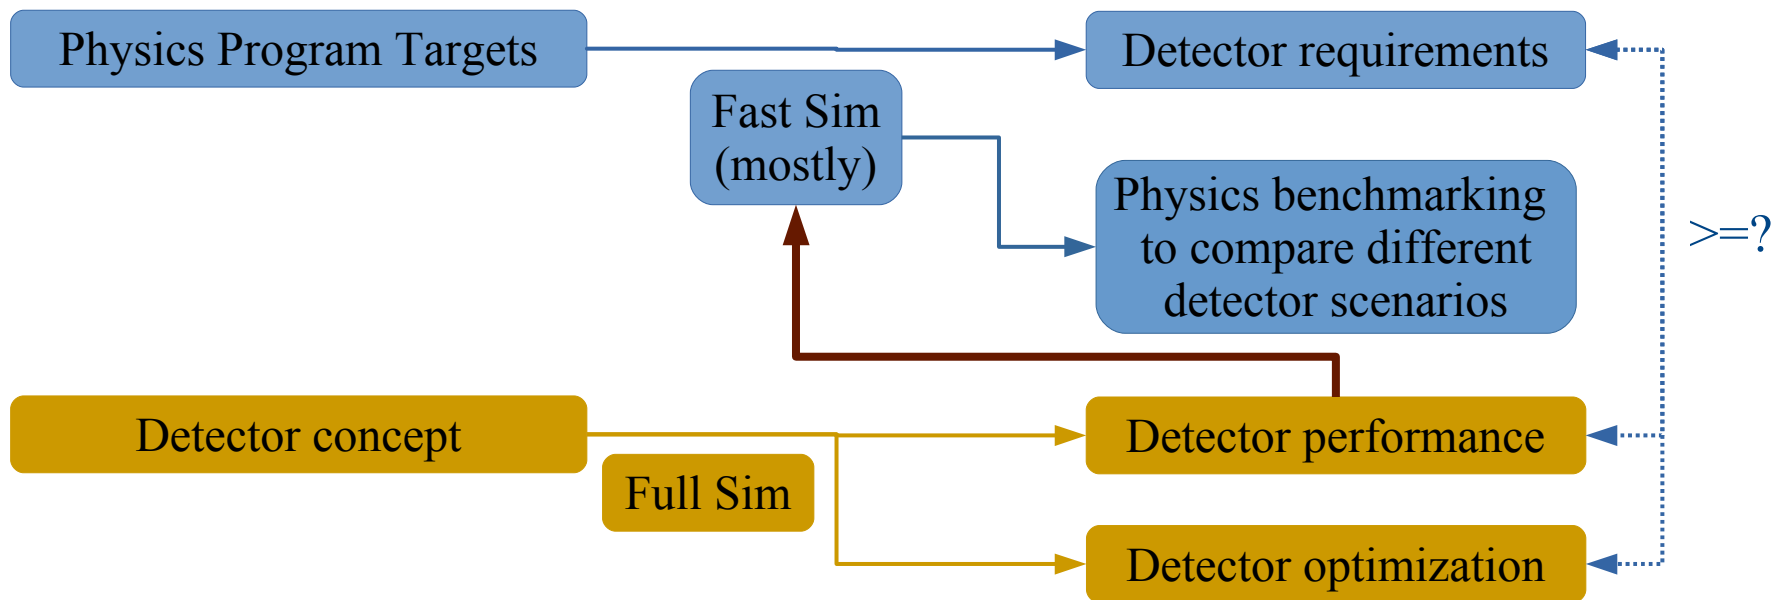 Physics Program Targets
Detector requirements
Fast Sim
(mostly)
Physics benchmarking
to compare different
detector scenarios
>=?
Detector concept
Detector performance
Full Sim
Detector optimization